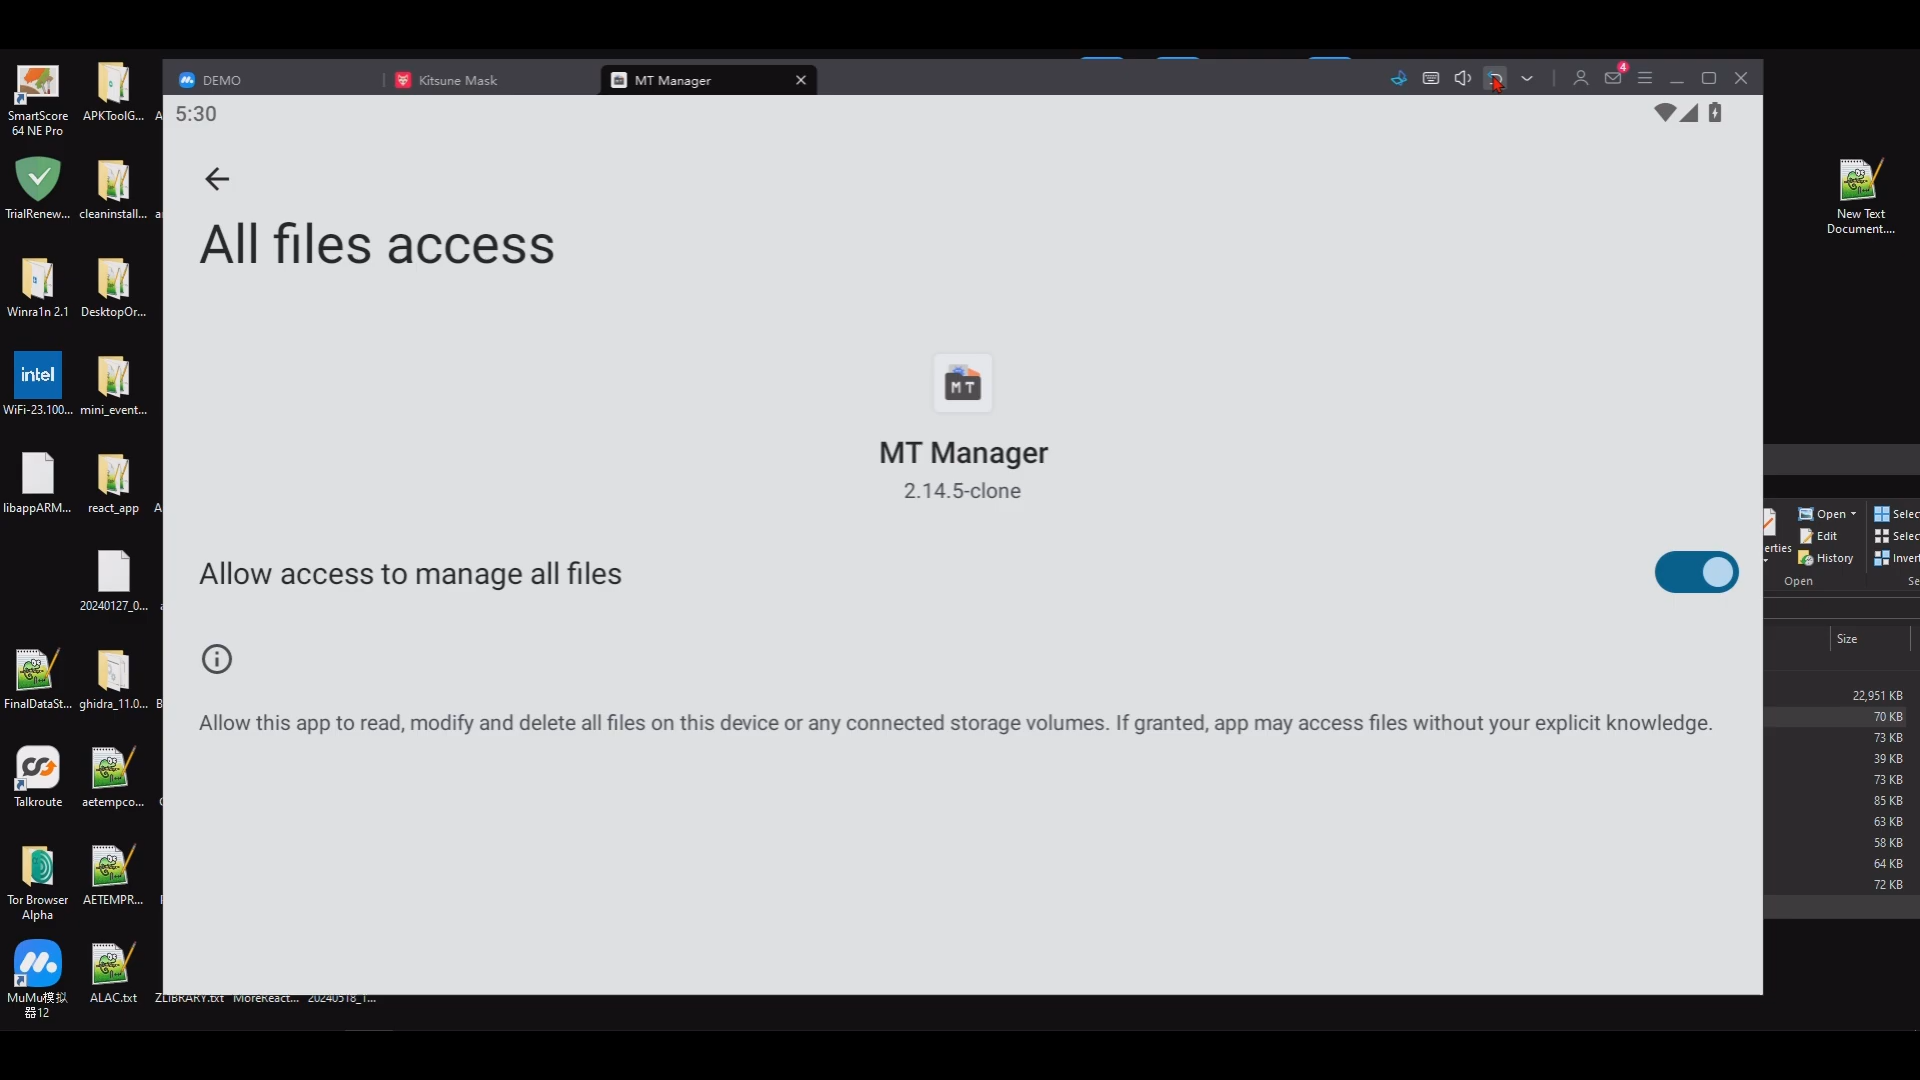 DEMO
Kitsune Mask
MT Manager
4
5:30
All files access
MT
MT Manager
2.14.5-clone
Allow access to manage all files
Allow this app to read, modify and delete all files on this device or any connected storage volumes. If granted, app may access files without your explicit knowledge.
SmartScore
64 NE Pro
APKToolG...
TrialRenew...
cleaninstall...
Winra1n 2.1
DesktopOr...
intel
WiFi-23.100...
mini_event...
libappARM...
react_app
20240127_0...
FinalDataSt...
ghidra_11.0...
Talkroute
aetempco...
Tor Browser
Alpha
AETEMPR...
MuMu模拟
器12
ALAC.txt
ZLIBRARY.txt
MoreReact...
20240518_1...
New Text
Document....
Open
Edit
History
erties
Open
Selec
Selec
Invert
Se
Size
22,951 KB
70 KB
73 KB
39 KB
73 KB
85 KB
63 KB
58 KB
64 KB
72 KB